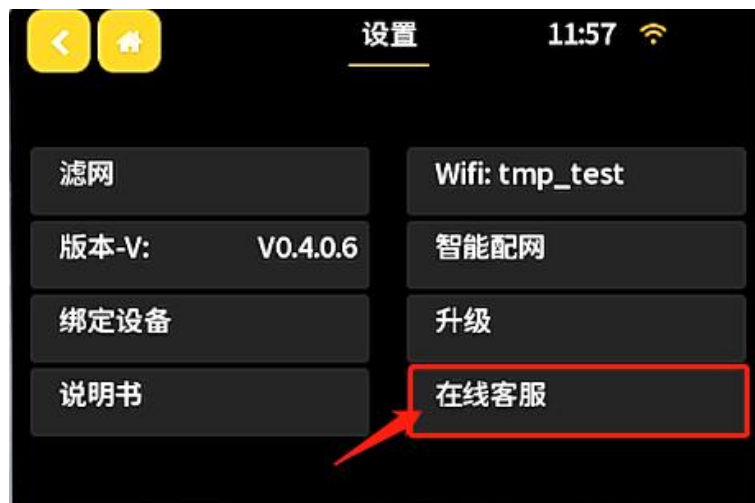 设置 11:57
滤网 Wifi: tmp_test
版本-V: V0.4.0.6 智能配网
绑定设备 升级
说明书 在线客服